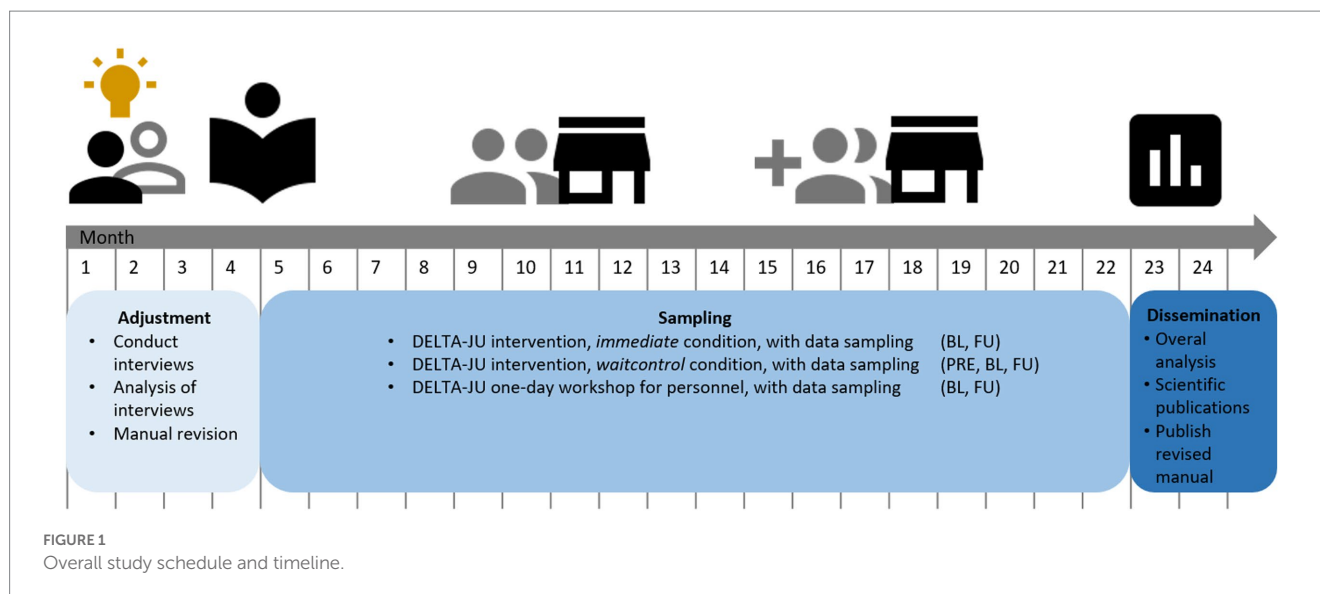 Month
1 2 3 4 5 6 7 8 9 10 11 12 13 14 15 16 17 18 19 20 21 22 23 24
Adjustment
• Conduct
interviews
• Analysis of
interviews
• Manual revision
Sampling
• DELTA-JU intervention, immediate condition, with data sampling (BL, FU)
• DELTA-JU intervention, waitcontrol condition, with data sampling (PRE, BL, FU)
• DELTA-JU one-day workshop for personnel, with data sampling (BL, FU)
Dissemination
• Overal
analysis
• Scientific
publications
• Publish
revised
manual
FIGURE 1
Overall study schedule and timeline.